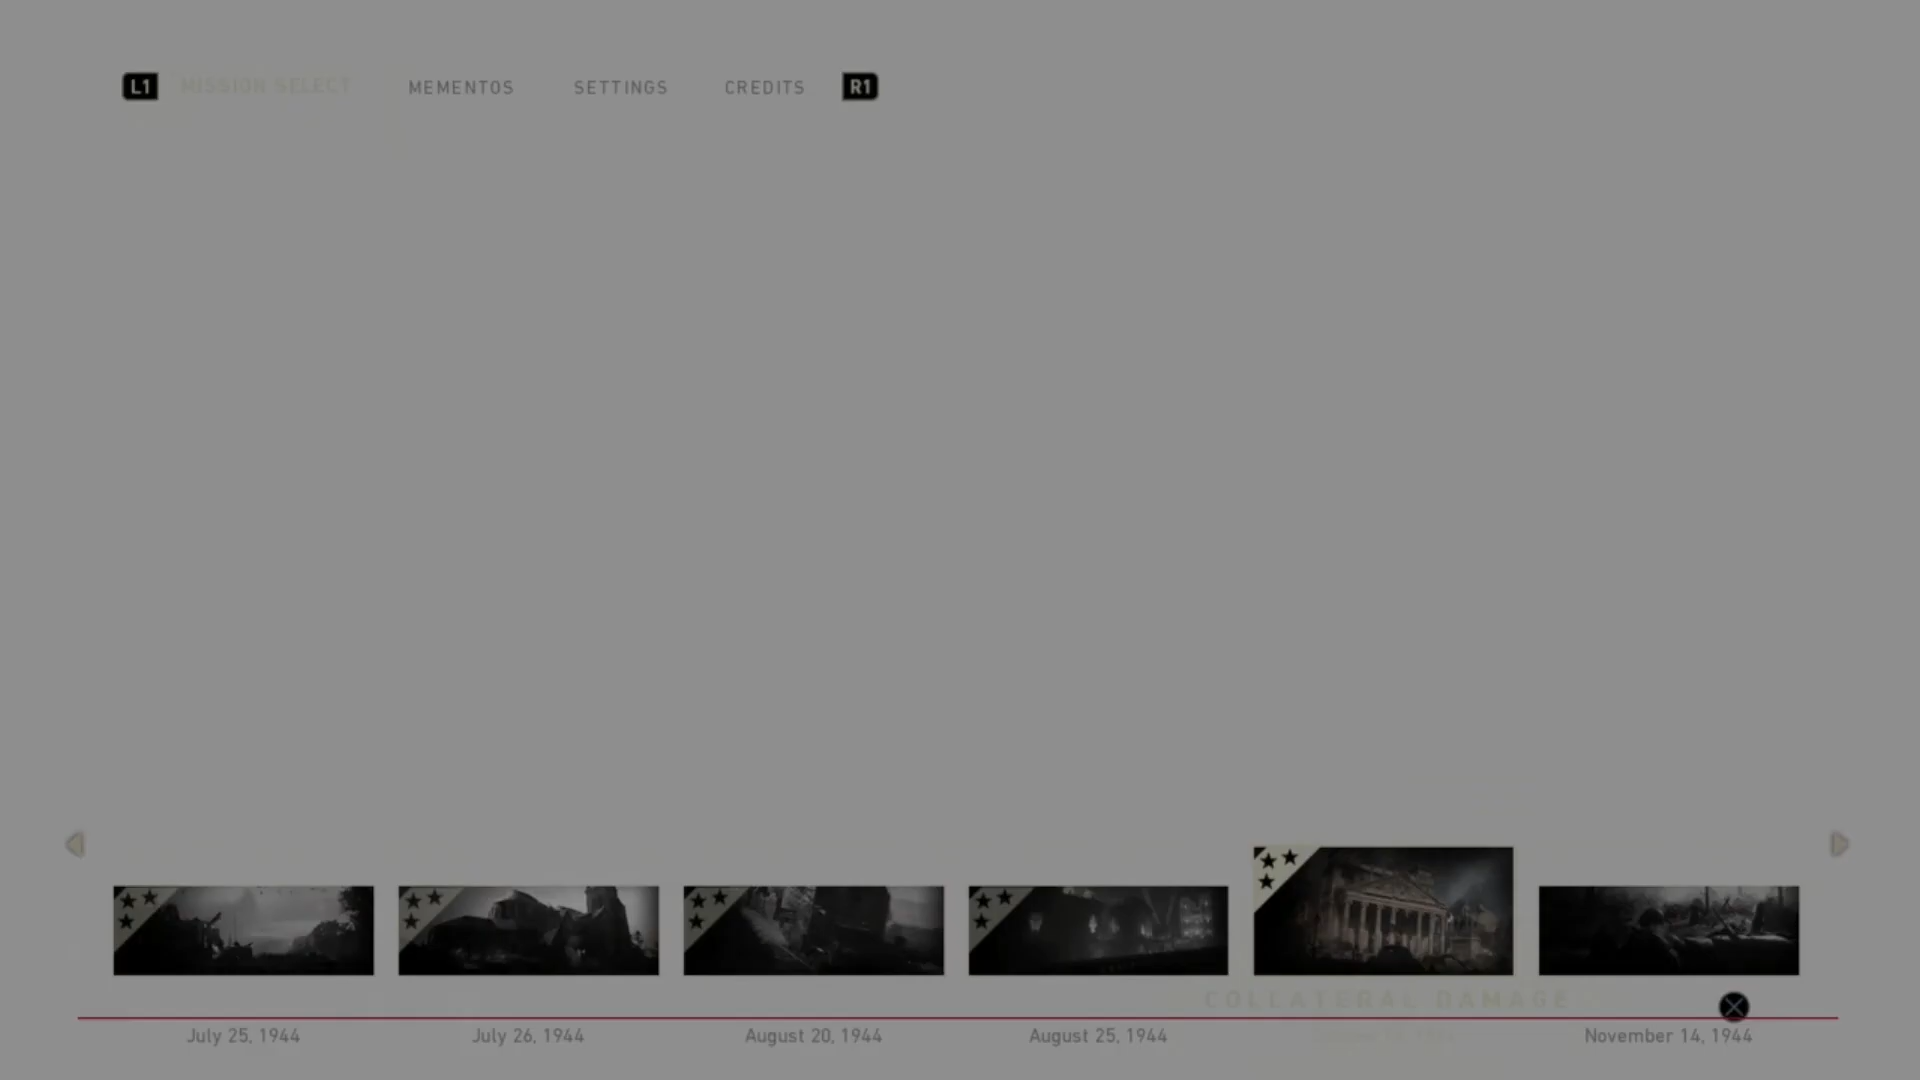 L1 MISSION SELECT MEMENTOS SETTINGS CREDITS R1
COLLATERAL DAMAGE
July 25, 1944 July 26, 1944 August 20, 1944 August 25, 1944 November 14, 1944